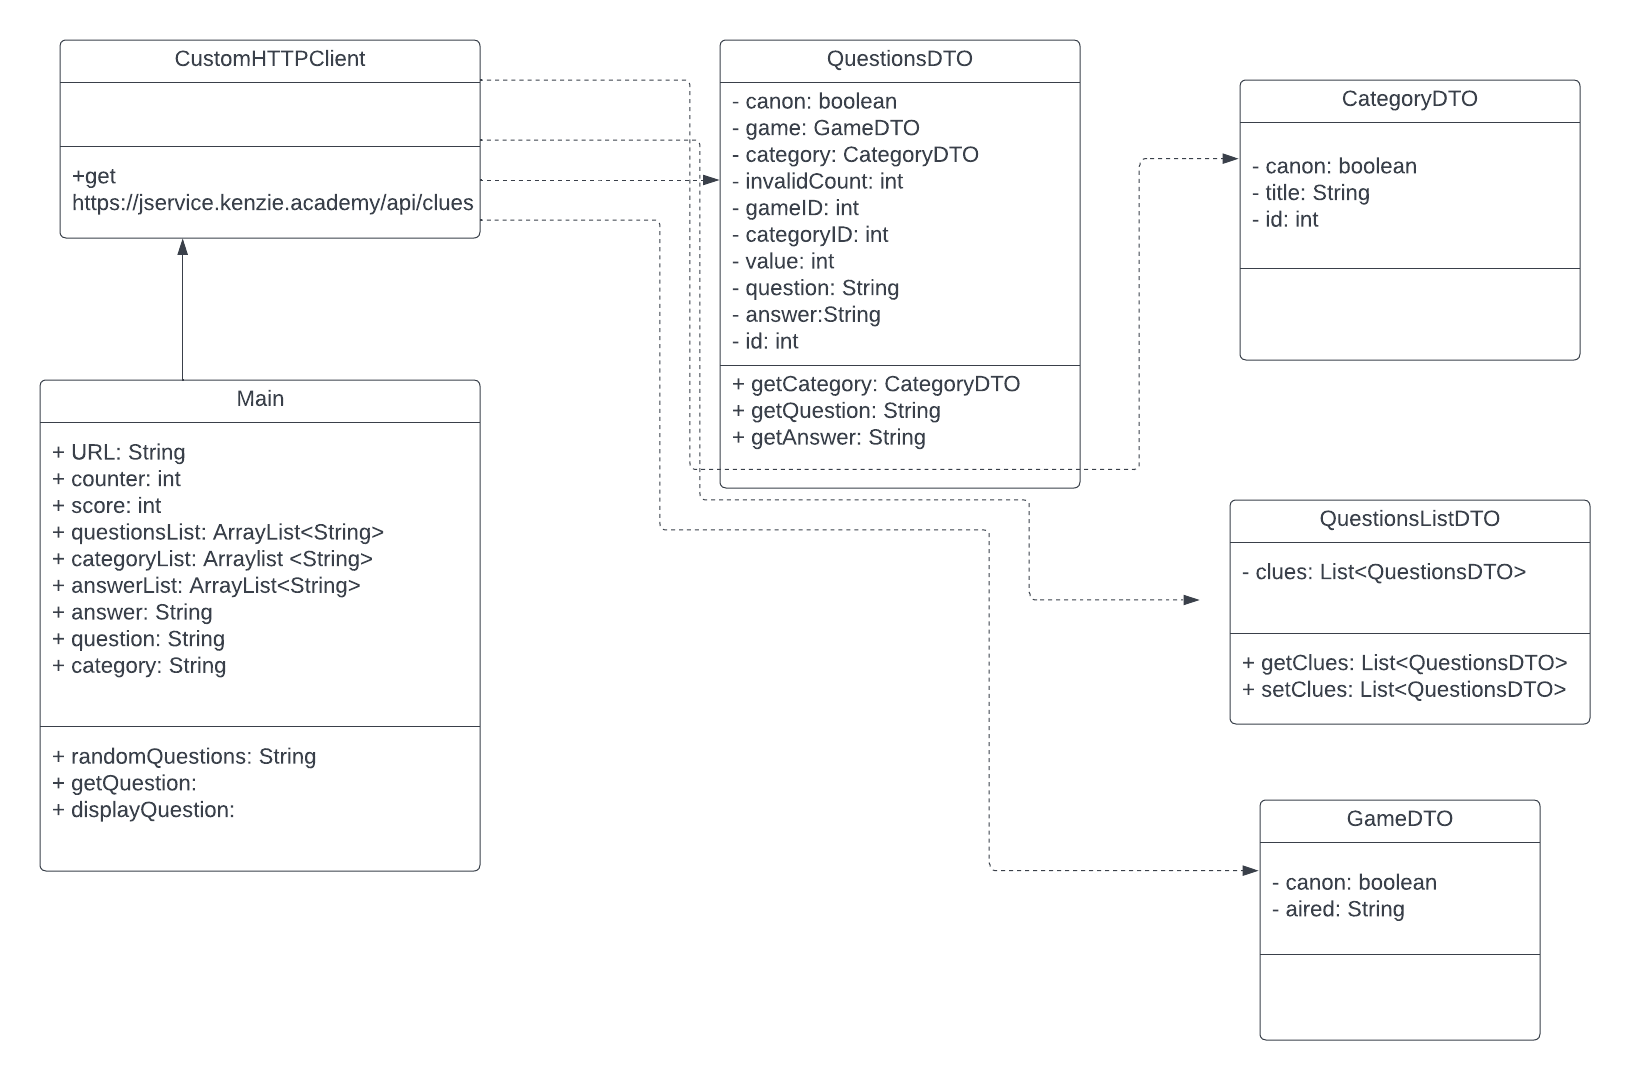 CustomHTTPClient
+get
https://jservice.kenzie.academy/api/clues
Main
+ URL: String
+ counter: int
+ score: int
+ questionsList: ArrayList<String>
+ categoryList: Arraylist <String>
+ answerList: ArrayList<String>
+ answer: String
+ question: String
+ category: String
+ randomQuestions: String
+ getQuestion:
+ displayQuestion:
QuestionsDTO
- canon: boolean
- game: GameDTO
- category: CategoryDTO
- invalidCount: int
- gameID: int
- categoryID: int
- value: int
- question: String
- answer:String
- id: int
+ getCategory: CategoryDTO
+ getQuestion: String
+ getAnswer: String
CategoryDTO
- canon: boolean
- title: String
- id: int
QuestionsListDTO
- clues: List<QuestionsDTO>
+ getClues: List<QuestionsDTO>
+ setClues: List<QuestionsDTO>
GameDTO
- canon: boolean
- aired: String